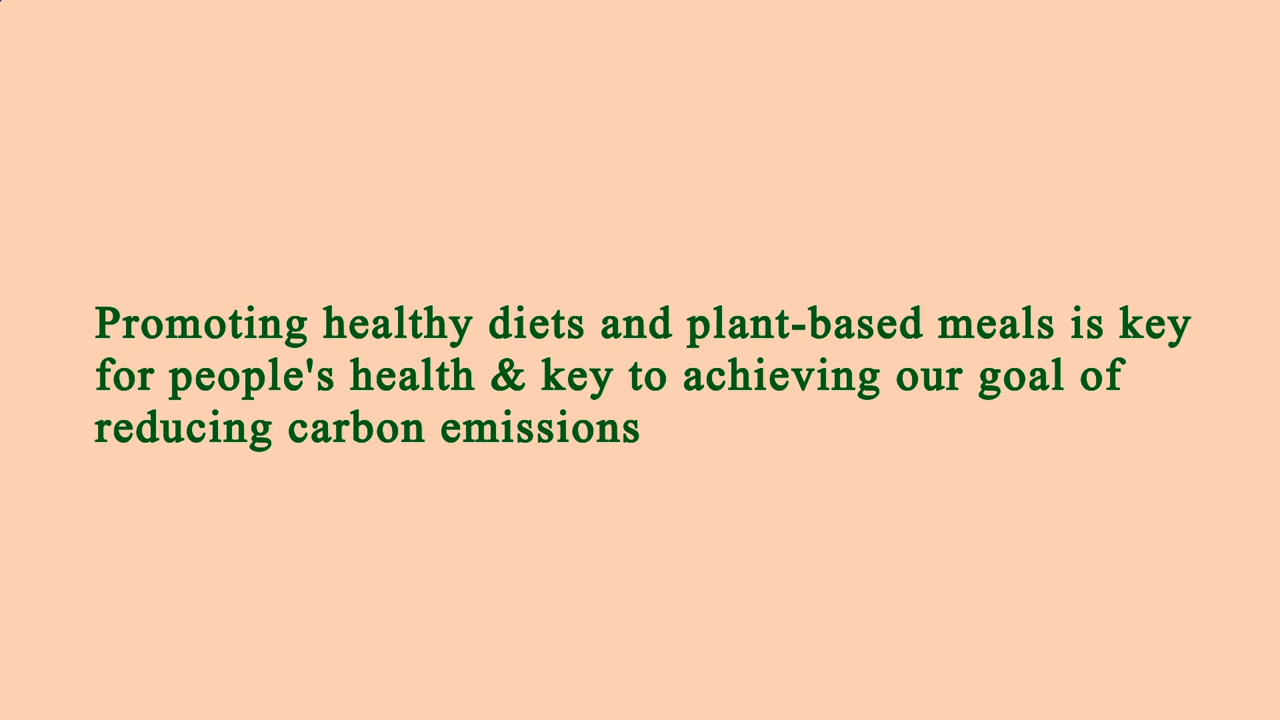 Promoting healthy diets and plant-based meals is key
for people's health & key to achieving our goal of
reducing carbon emissions